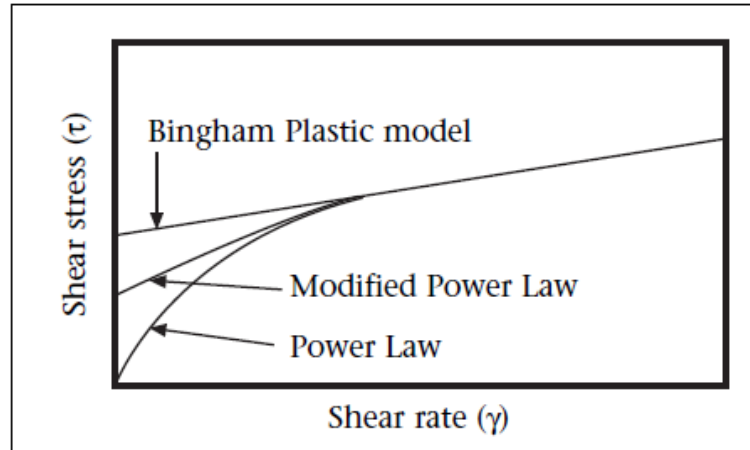 Bingham Plastic model
Shear stress (τ)
Modified Power Law
Power Law
Shear rate (γ)